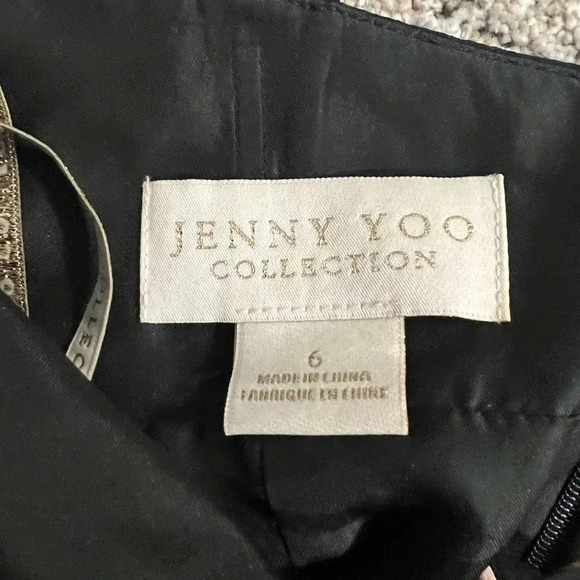 JENNY YOO
COLLECTION
6
MADE IN CHINA
FABRIQUE EN CHINE